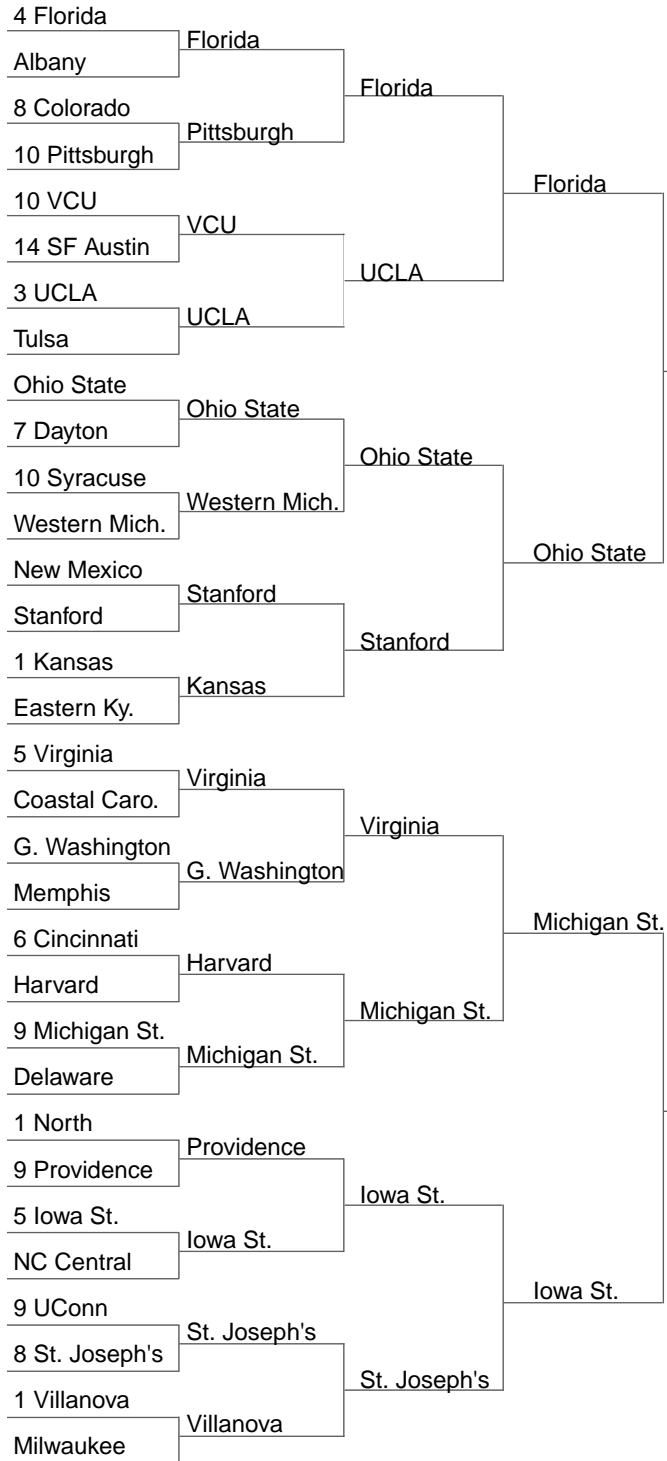 4 Florida
Albany
8 Colorado
10 Pittsburgh
10 VCU
14 SF Austin
3 UCLA
Tulsa
Ohio State
7 Dayton
10 Syracuse
Western Mich.
New Mexico
Stanford
1 Kansas
Eastern Ky.
5 Virginia
Coastal Caro.
G. Washington
Memphis
6 Cincinnati
Harvard
9 Michigan St.
Delaware
1 North
9 Providence
5 Iowa St.
NC Central
9 UConn
8 St. Joseph's
1 Villanova
Milwaukee
Florida
Pittsburgh
VCU
UCLA
Ohio State
Western Mich.
Stanford
Kansas
Virginia
G. Washington
Harvard
Michigan St.
Providence
Iowa St.
St. Joseph's
Villanova
Florida
UCLA
Ohio State
Stanford
Virginia
Michigan St.
Iowa St.
St. Joseph's
Florida
Ohio State
Michigan St.
Iowa St.